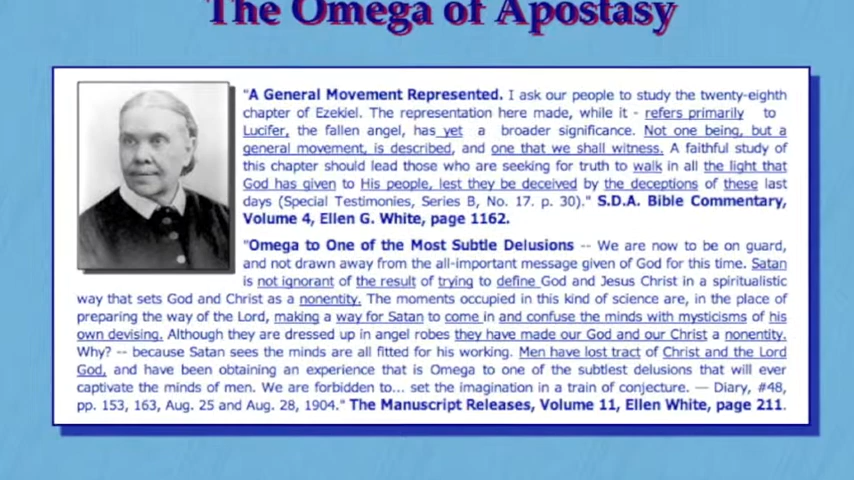 The Omega of Apostasy
"A General Movement Represented. I ask our people to study the twenty-eighth
chapter of Ezekiel. The representation here made, while it - refers primarily to
Lucifer, the fallen angel, has yet a broader significance. Not one being, but a
general movement, is described, and one that we shall witness. A faithful study of
this chapter should lead those who are seeking for truth to walk in all the light that
God has given to His people, lest they be deceived by the deceptions of these last
days (Special Testimonies, Series B, No. 17. p. 30)." S.D.A. Bible Commentary,
Volume 4, Ellen G. White, page 1162.
"Omega to One of the Most Subtle Delusions -- We are now to be on guard,
and not drawn away from the all-important message given of God for this time. Satan
is not ignorant of the result of trying to define God and Jesus Christ in a spiritualistic
way that sets God and Christ as a nonentity. The moments occupied in this kind of science are, in the place of
preparing the way of the Lord, making a way for Satan to come in and confuse the minds with mysticisms of his
own devising. Although they are dressed up in angel robes they have made our God and our Christ a nonentity.
Why? -- because Satan sees the minds are all fitted for his working. Men have lost tract of Christ and the Lord
God, and have been obtaining an experience that is Omega to one of the subtlest delusions that will ever
captivate the minds of men. We are forbidden to... set the imagination in a train of conjecture. — Diary, #48,
pp. 153, 163, Aug. 25 and Aug. 28, 1904." The Manuscript Releases, Volume 11, Ellen White, page 211.